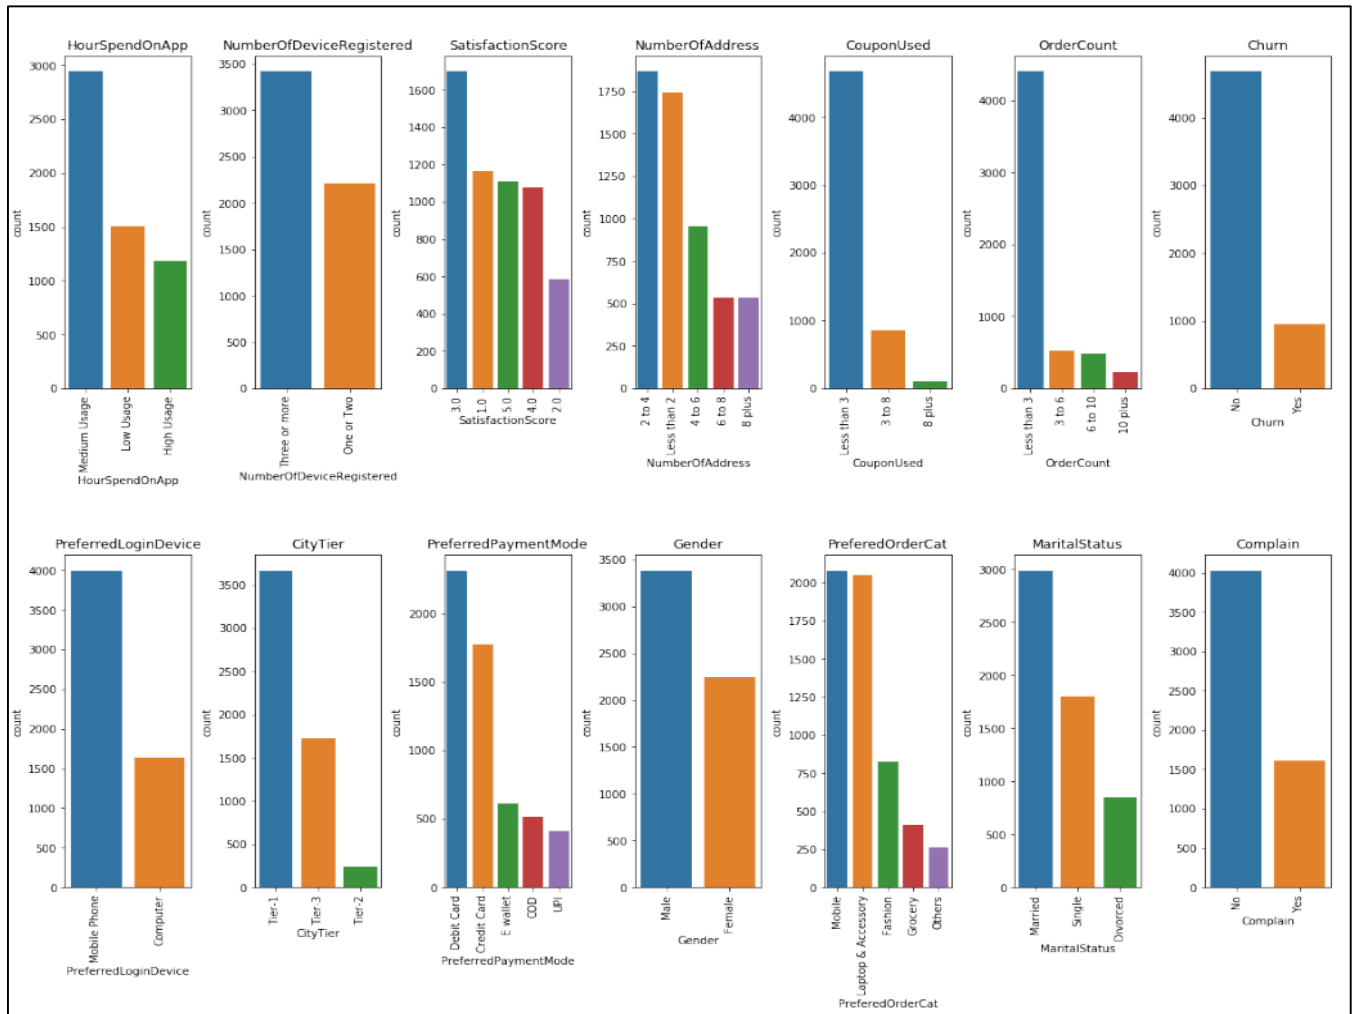 HourSpendOnApp
count
3000
2500
2000
1500
1000
500
0
Medium Usage
Low Usage
High Usage
HourSpendOnApp
NumberOfDeviceRegistered
count
3500
3000
2500
2000
1500
1000
500
0
Three or more
One or Two
NumberOfDeviceRegistered
SatisfactionScore
count
1600
1400
1200
1000
800
600
400
200
0
3.0
1.0
5.0
4.0
2.0
SatisfactionScore
NumberOfAddress
count
1750
1500
1250
1000
750
500
250
0
2 to 4
Less than 2
4 to 6
6 to 8
8 plus
NumberOfAddress
CouponUsed
count
4000
3000
2000
1000
0
Less than 3
3 to 8
8 plus
CouponUsed
OrderCount
count
4000
3000
2000
1000
0
Less than 3
3 to 6
6 to 10
10 plus
OrderCount
Churn
count
4000
3000
2000
1000
0
No
Yes
Churn
PreferredLoginDevice
count
4000
3500
3000
2500
2000
1500
1000
500
0
Mobile Phone
Computer
PreferredLoginDevice
CityTier
count
3500
3000
2500
2000
1500
1000
500
0
Tier-1
Tier-3
Tier-2
CityTier
PreferredPaymentMode
count
2000
1500
1000
500
0
Debit Card
Credit Card
E wallet
COD
UPI
PreferredPaymentMode
Gender
count
3500
3000
2500
2000
1500
1000
500
0
Male
Female
Gender
PreferedOrderCat
count
2000
1750
1500
1250
1000
750
500
250
0
Mobile
Laptop & Accessory
Fashion
Grocery
Others
PreferedOrderCat
MaritalStatus
count
3000
2500
2000
1500
1000
500
0
Married
Single
Divorced
MaritalStatus
Complain
count
4000
3500
3000
2500
2000
1500
1000
500
0
No
Yes
Complain